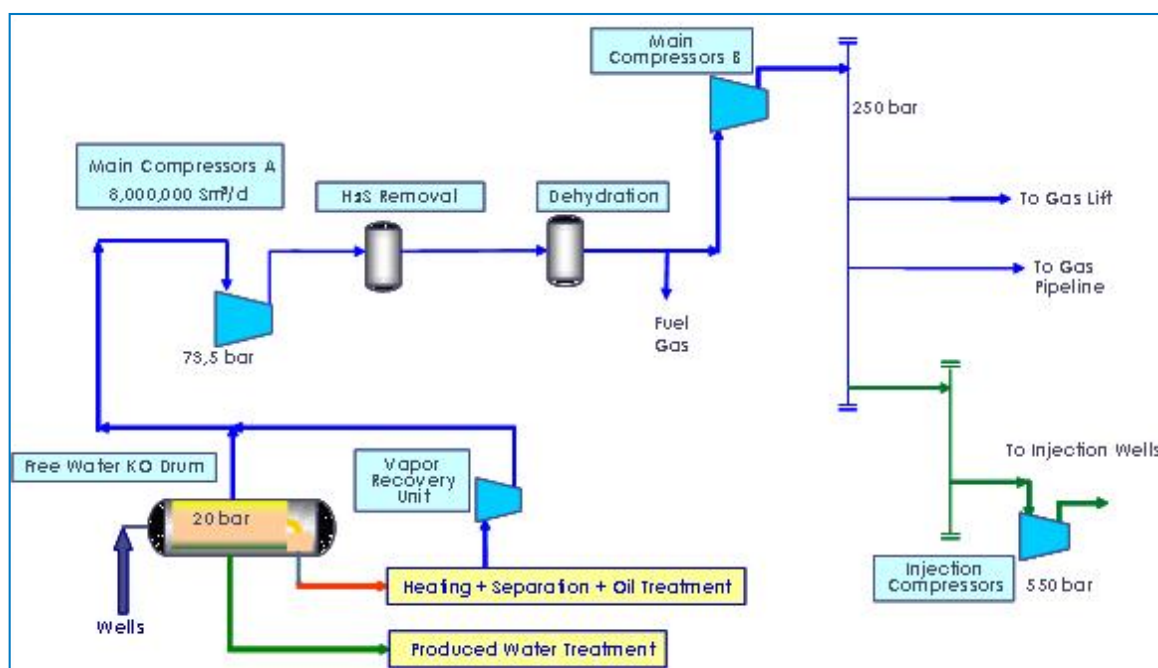 Main
Compressors B
250 bar
Main Compressors A
8,000,000 Sm³/d
H2S Removal
Dehydration
To Gas Lift
To Gas
Pipeline
Fuel
Gas
73,5 bar
Free Water KO Drum
Vapor
Recovery
Unit
To Injection Wells
20 bar
Heating + Separation + Oil Treatment
Injection
Compressors
550 bar
Wells
Produced Water Treatment